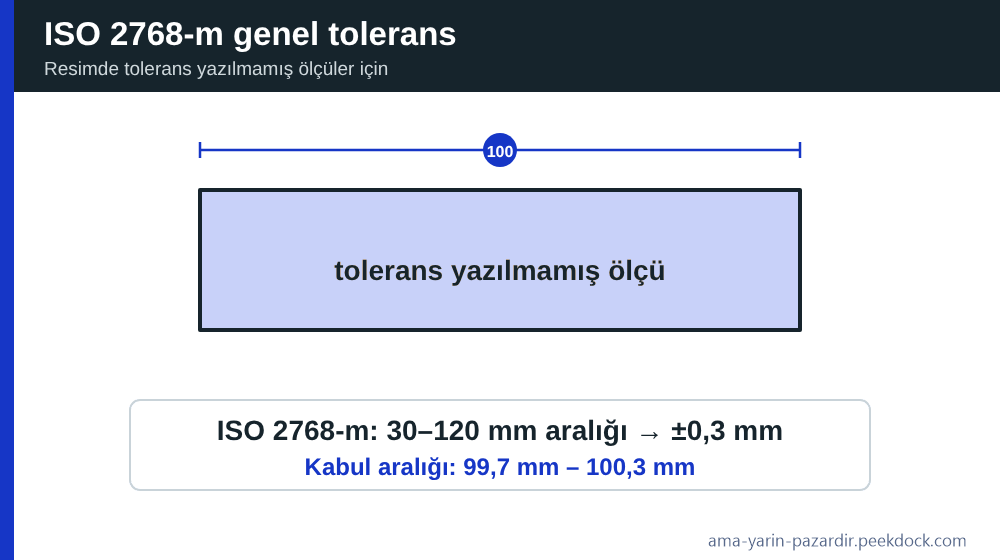 ISO 2768-m genel tolerans
Resimde tolerans yazılmamış ölçüler için
100
tolerans yazılmamış ölçü
ISO 2768-m: 30–120 mm aralığı → ±0,3 mm
Kabul aralığı: 99,7 mm – 100,3 mm
ama-yarin-pazardir.peekdock.com